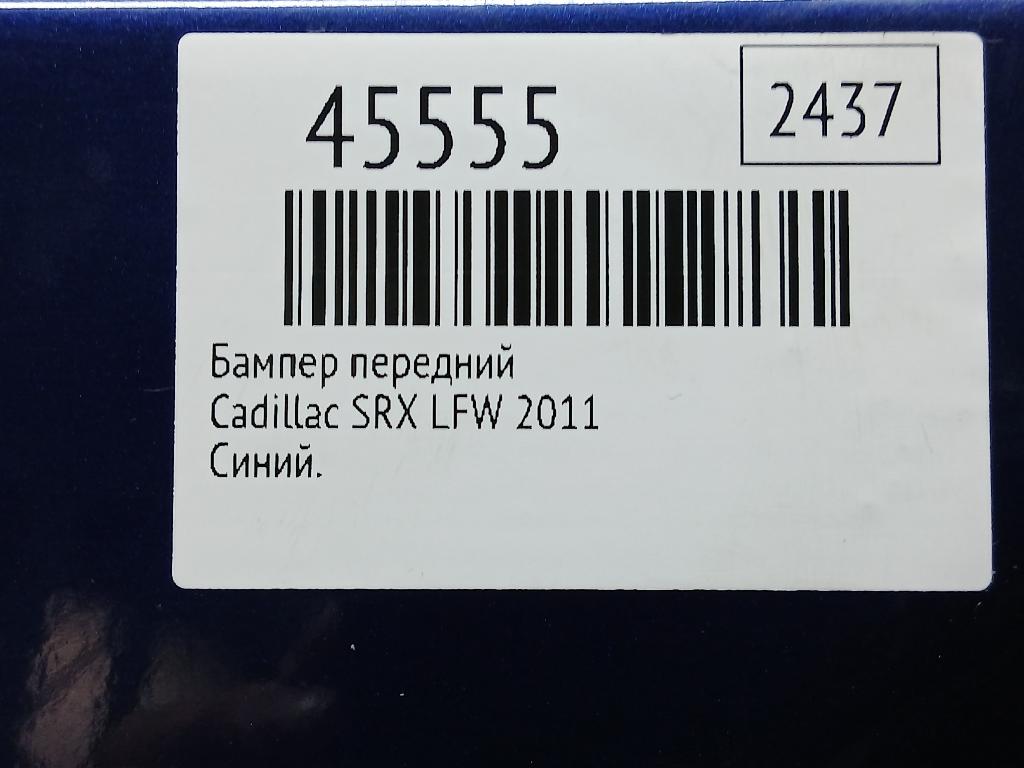 45555
2437
Бампер передний
Cadillac SRX LFW 2011
Синий.